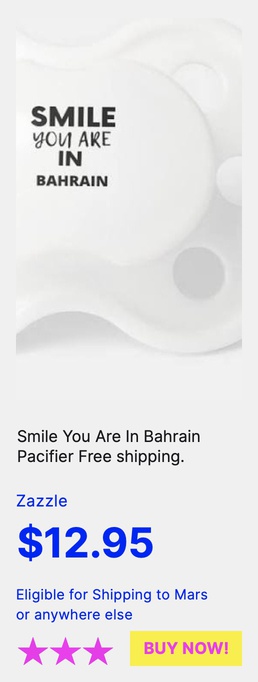 SMILE
YOU ARE
IN
BAHRAIN
Smile You Are In Bahrain
Pacifier Free shipping.
Zazzle
$12.95
Eligible for Shipping to Mars
or anywhere else
BUY NOW!